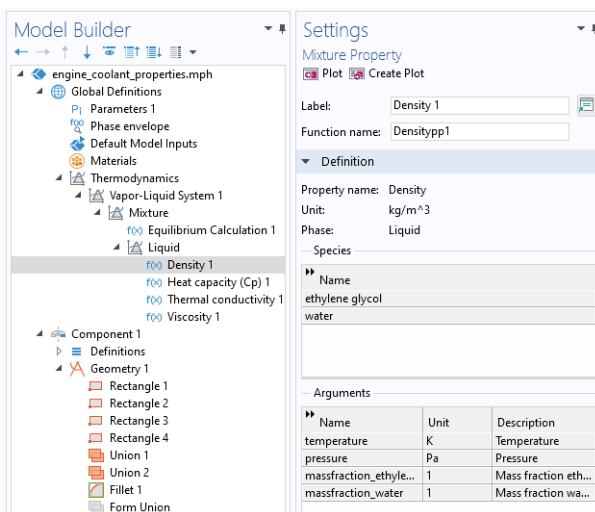 Model Builder
engine_coolant_properties.mph
Global Definitions
Pi Parameters 1
Phase envelope
Default Model Inputs
Materials
Thermodynamics
Vapor-Liquid System 1
Mixture
f(x) Equilibrium Calculation 1
Liquid
f(x) Density 1
f(x) Heat capacity (Cp) 1
f(x) Thermal conductivity 1
f(x) Viscosity 1
Component 1
Definitions
Geometry 1
Rectangle 1
Rectangle 2
Rectangle 3
Rectangle 4
Union 1
Union 2
Fillet 1
Form Union
Settings
Mixture Property
Plot Create Plot
Label: Density 1
Function name: Densitypp1
Definition
Property name: Density
Unit: kg/m^3
Phase: Liquid
Species
Name
ethylene glycol
water
Arguments
Name Unit Description
temperature K Temperature
pressure Pa Pressure
massfraction_ethyle... 1 Mass fraction eth...
massfraction_water 1 Mass fraction wa...